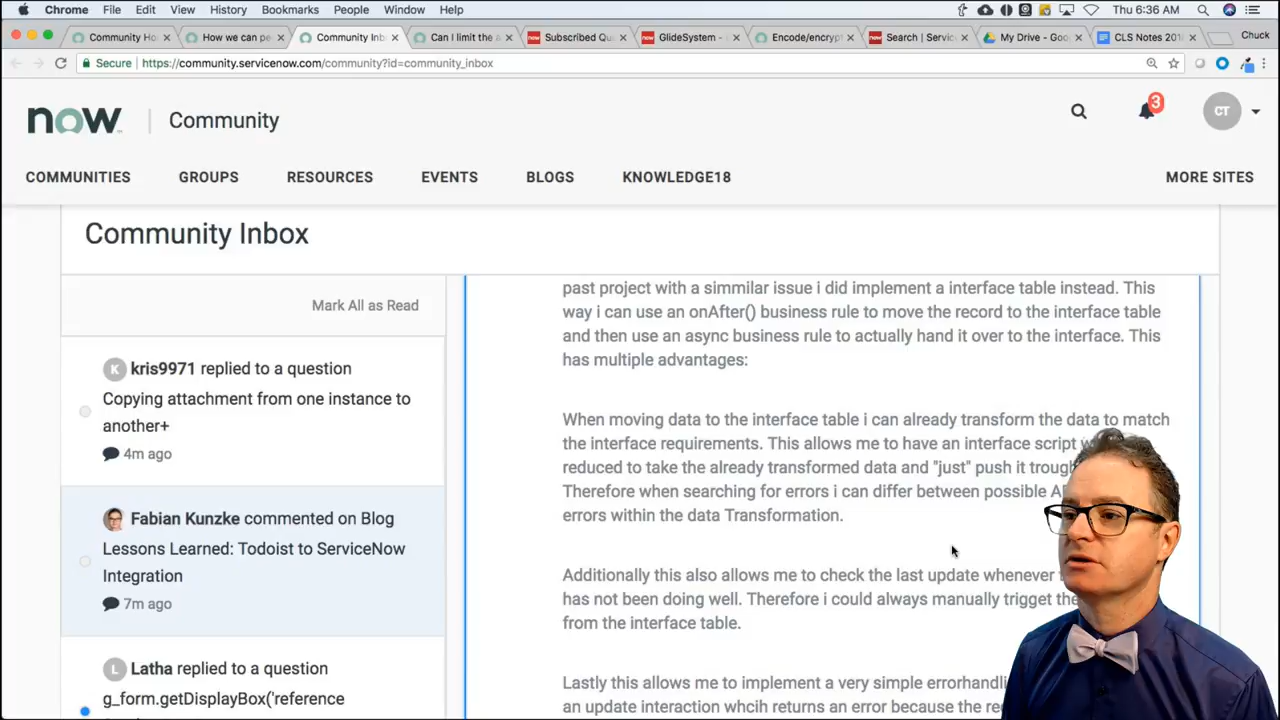 Chrome File Edit View History Bookmarks People Window Help Thu 6:36 AM
Community Ho How we can pe Community Inb Can I limit the a Subscribed Qu GlideSystem - Encode/encryp Search | Servic My Drive - Goo CLS Notes 201 Chuck
Secure https://community.servicenow.com/community?id=community_inbox
now Community 3 CT
COMMUNITIES GROUPS RESOURCES EVENTS BLOGS KNOWLEDGE18 MORE SITES
Community Inbox
Mark All as Read
K kris9971 replied to a question
Copying attachment from one instance to
another+
4m ago
Fabian Kunzke commented on Blog
Lessons Learned: Todoist to ServiceNow
Integration
7m ago
L Latha replied to a question
g_form.getDisplayBox('reference
past project with a simmilar issue i did implement a interface table instead. This
way i can use an onAfter() business rule to move the record to the interface table
and then use an async business rule to actually hand it over to the interface. This
has multiple advantages:
When moving data to the interface table i can already transform the data to match
the interface requirements. This allows me to have an interface script
reduced to take the already transformed data and "just" push it troug
Therefore when searching for errors i can differ between possible
errors within the data Transformation.
Additionally this also allows me to check the last update whenever
has not been doing well. Therefore i could always manually trigget the
from the interface table.
Lastly this allows me to implement a very simple errorhandli
an update interaction whcih returns an error because the re